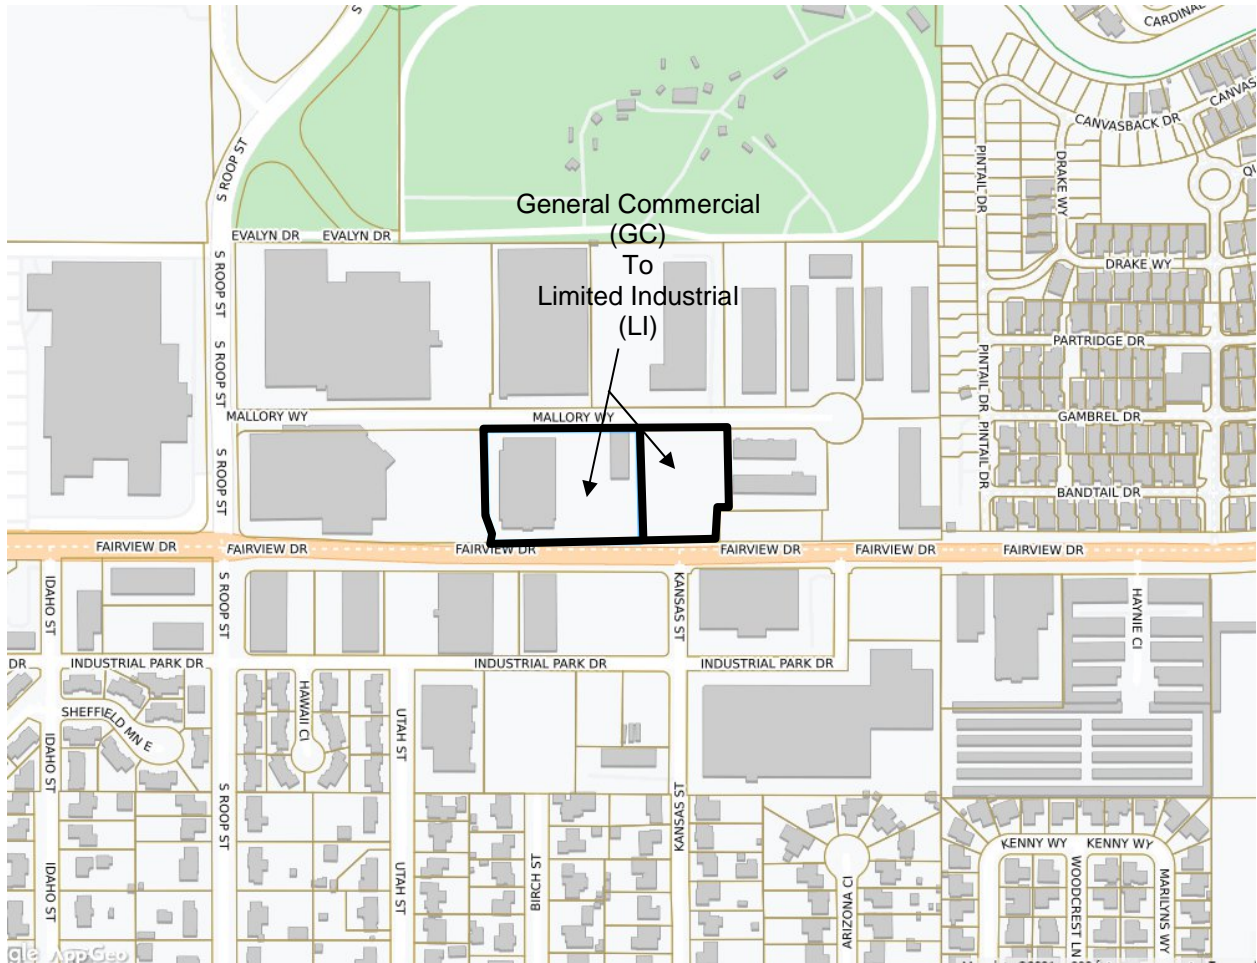 S
CARDINAL
CANVAS
CANVASBACK DR
S ROOP ST
PINTAIL DR
DRAKE WY
General Commercial
(GC)
To
Limited Industrial
(LI)
EVALYN DR
EVALYN DR
S ROOP ST
DRAKE WY
S ROOP ST
PARTRIDGE DR
PINTAIL DR
MALLORY WY
MALLORY WY
GAMBREL DR
S ROOP ST
PINTAIL DR
BANDTAIL DR
FAIRVIEW DR
FAIRVIEW DR
FAIRVIEW DR
FAIRVIEW DR
FAIRVIEW DR
FAIRVIEW DR
IDAHO ST
S ROOP ST
KANSAS ST
HAYNIE CI
DR
INDUSTRIAL PARK DR
INDUSTRIAL PARK DR
INDUSTRIAL PARK DR
SHEFFIELD MN E
HAWAII CI
UTAH ST
IDAHO ST
S ROOP ST
KANSAS ST
KENNY WY
KENNY WY
IDAHO ST
UTAH ST
BIRCH ST
ARIZONA CI
WOODCREST LN
MARILYNS WY
gle AppGeo